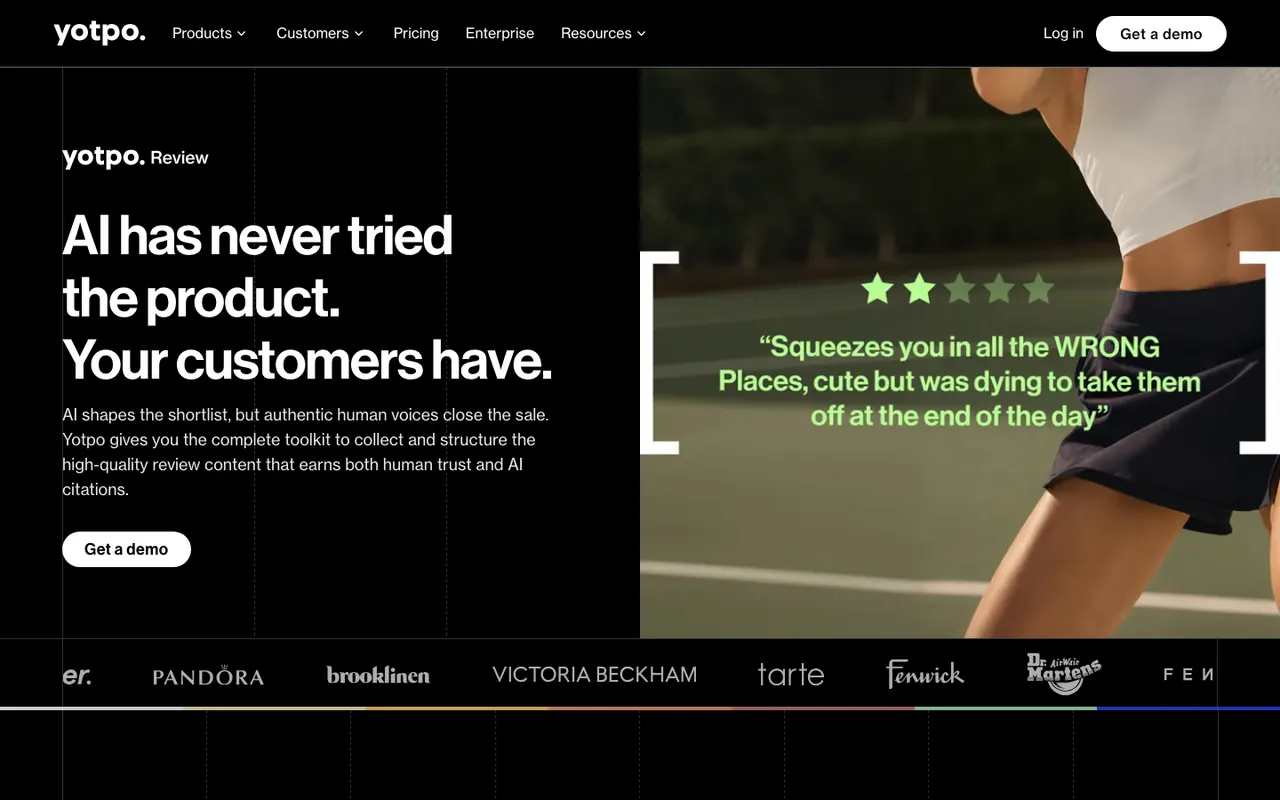 yotpo.
Products
Customers
Pricing
Enterprise
Resources
Log in
Get a demo
yotpo. Review
AI has never tried
the product.
Your customers have.
AI shapes the shortlist, but authentic human voices close the sale.
Yotpo gives you the complete toolkit to collect and structure the
high-quality review content that earns both human trust and AI
citations.
Get a demo
“Squeezes you in all the WRONG
Places, cute but was dying to take them
off at the end of the day”
er.
PANDÖRA
brooklinen
VICTORIA BECKHAM
tarte
Fenwick
Dr. AirWair
Martens
FEN